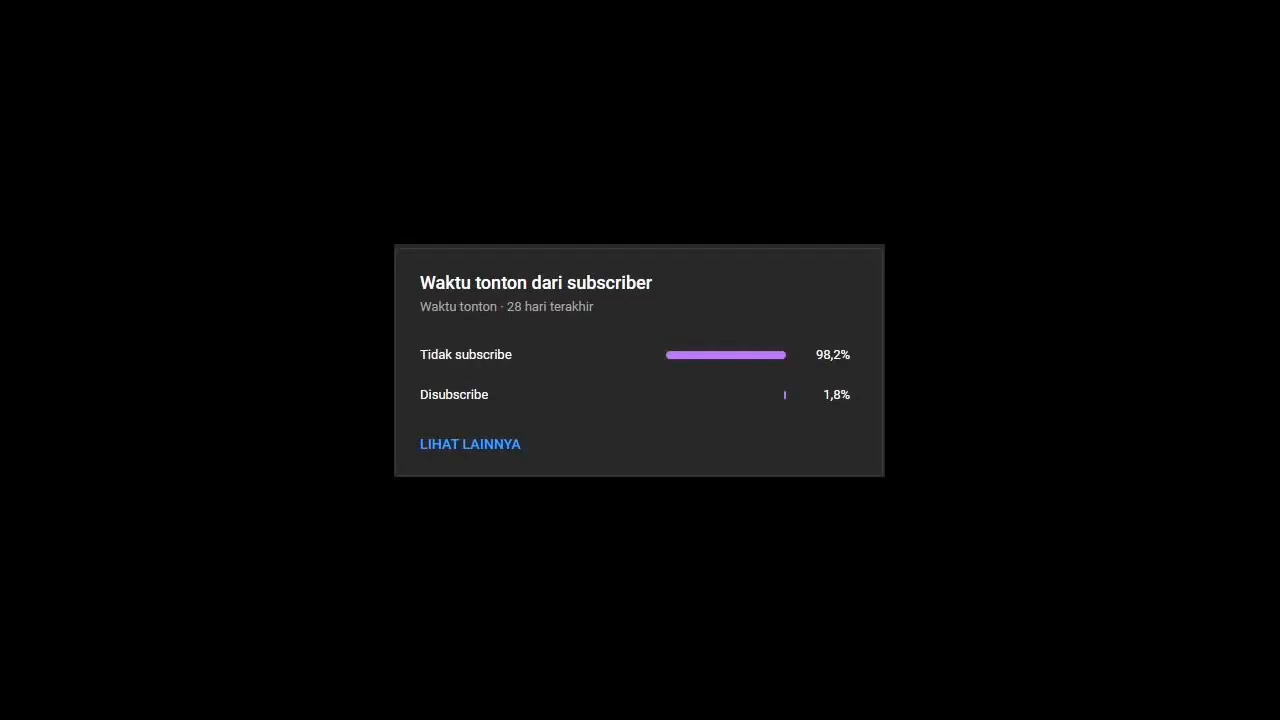 Waktu tonton dari subscriber
Waktu tonton · 28 hari terakhir
Tidak subscribe 98,2%
Disubscribe 1,8%
LIHAT LAINNYA